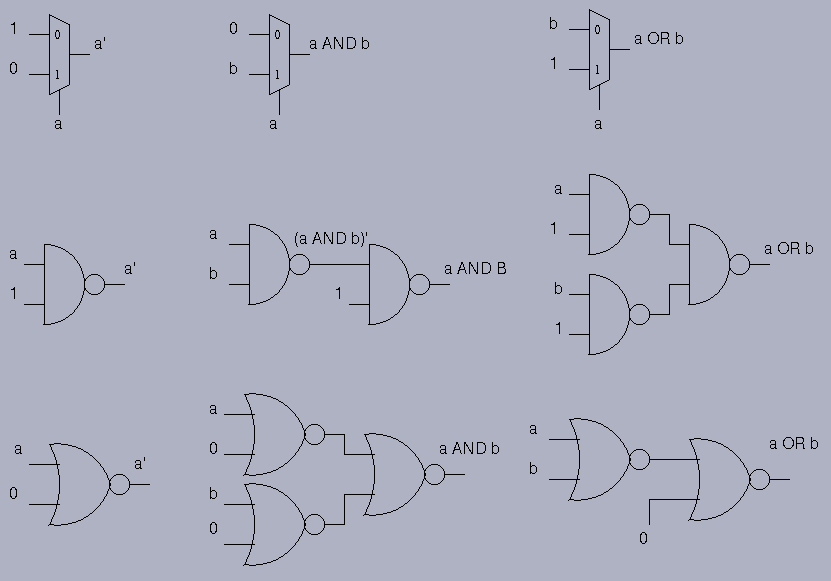 1 0 a'
0 1
a
0 0 a AND b
b 1
a
b 0 a OR b
1 1
a
a
1 a'
a (a AND b)'
b 1 a AND B
a
1
b
1 a OR b
a
0 a'
a
0
b
0 a AND b
a
b
0 a OR b